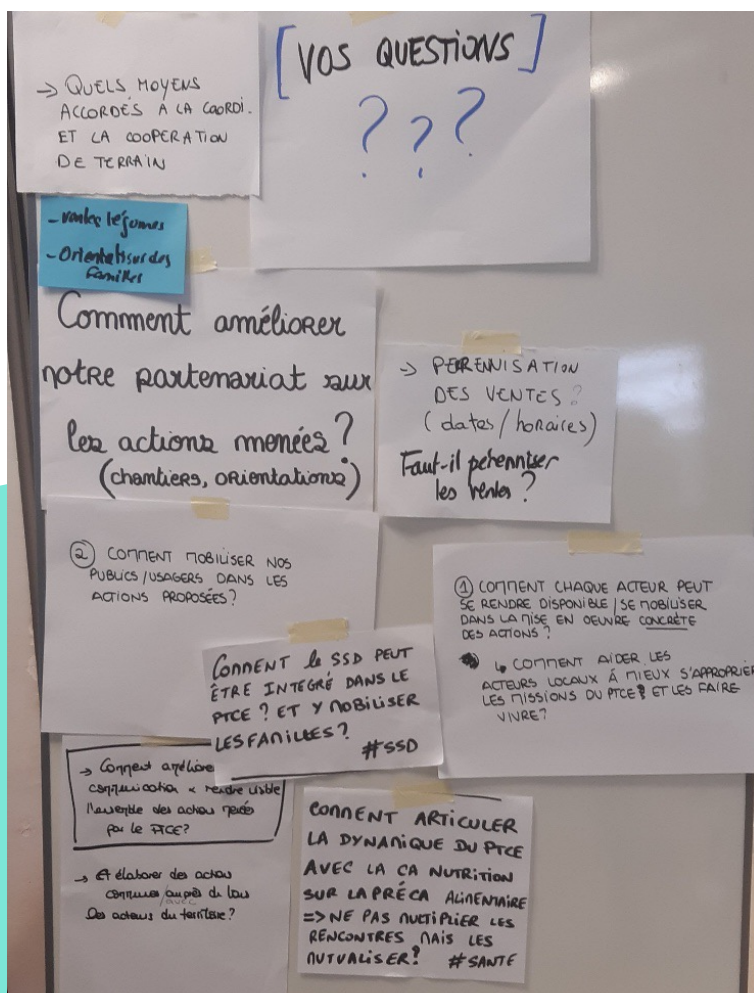 → QUELS MOYENS
ACCORDÉS A LA COORDI.
ET LA COOPERATION
DE TERRAIN
[VOS QUESTIONS]
? ? ?
- ventes légumes
- Orientation des
familles
Comment améliorer
notre partenariat sur
les actions menées?
(chantiers, orientations)
→ PERENNISATION
DES VENTES?
(dates/horaires)
Faut-il pérenniser
les ventes?
② COMMENT MOBILISER NOS
PUBLICS/USAGERS DANS LES
ACTIONS PROPOSÉES?
① COMMENT CHAQUE ACTEUR PEUT
SE RENDRE DISPONIBLE / SE MOBILISER
DANS LA MISE EN OEUVRE CONCRÈTE
DES ACTIONS?
↳ COMMENT AIDER LES
ACTEURS LOCAUX À MIEUX S'APPROPRIER
LES MISSIONS DU PTCE? ET LES FAIRE
VIVRE?
COMMENT le SSD PEUT
ÊTRE INTEGRÉ DANS LE
PTCE? ET Y MOBILISER
LES FAMILLES?
#SSD
→ Comment améliore
communication & rendre visible
l'ensemble des actions menées
par le PTCE?
→ Et élaborer des actions
communes auprès de tous
/avec
Des acteurs du territoire?
COMMENT ARTICULER
LA DYNAMIQUE DU PTCE
AVEC LA CA NUTRITION
SUR LA PRÉCA ALIMENTAIRE
=> NE PAS MULTIPLIER LES
RENCONTRES MAIS LES
MUTUALISER? #SANTE